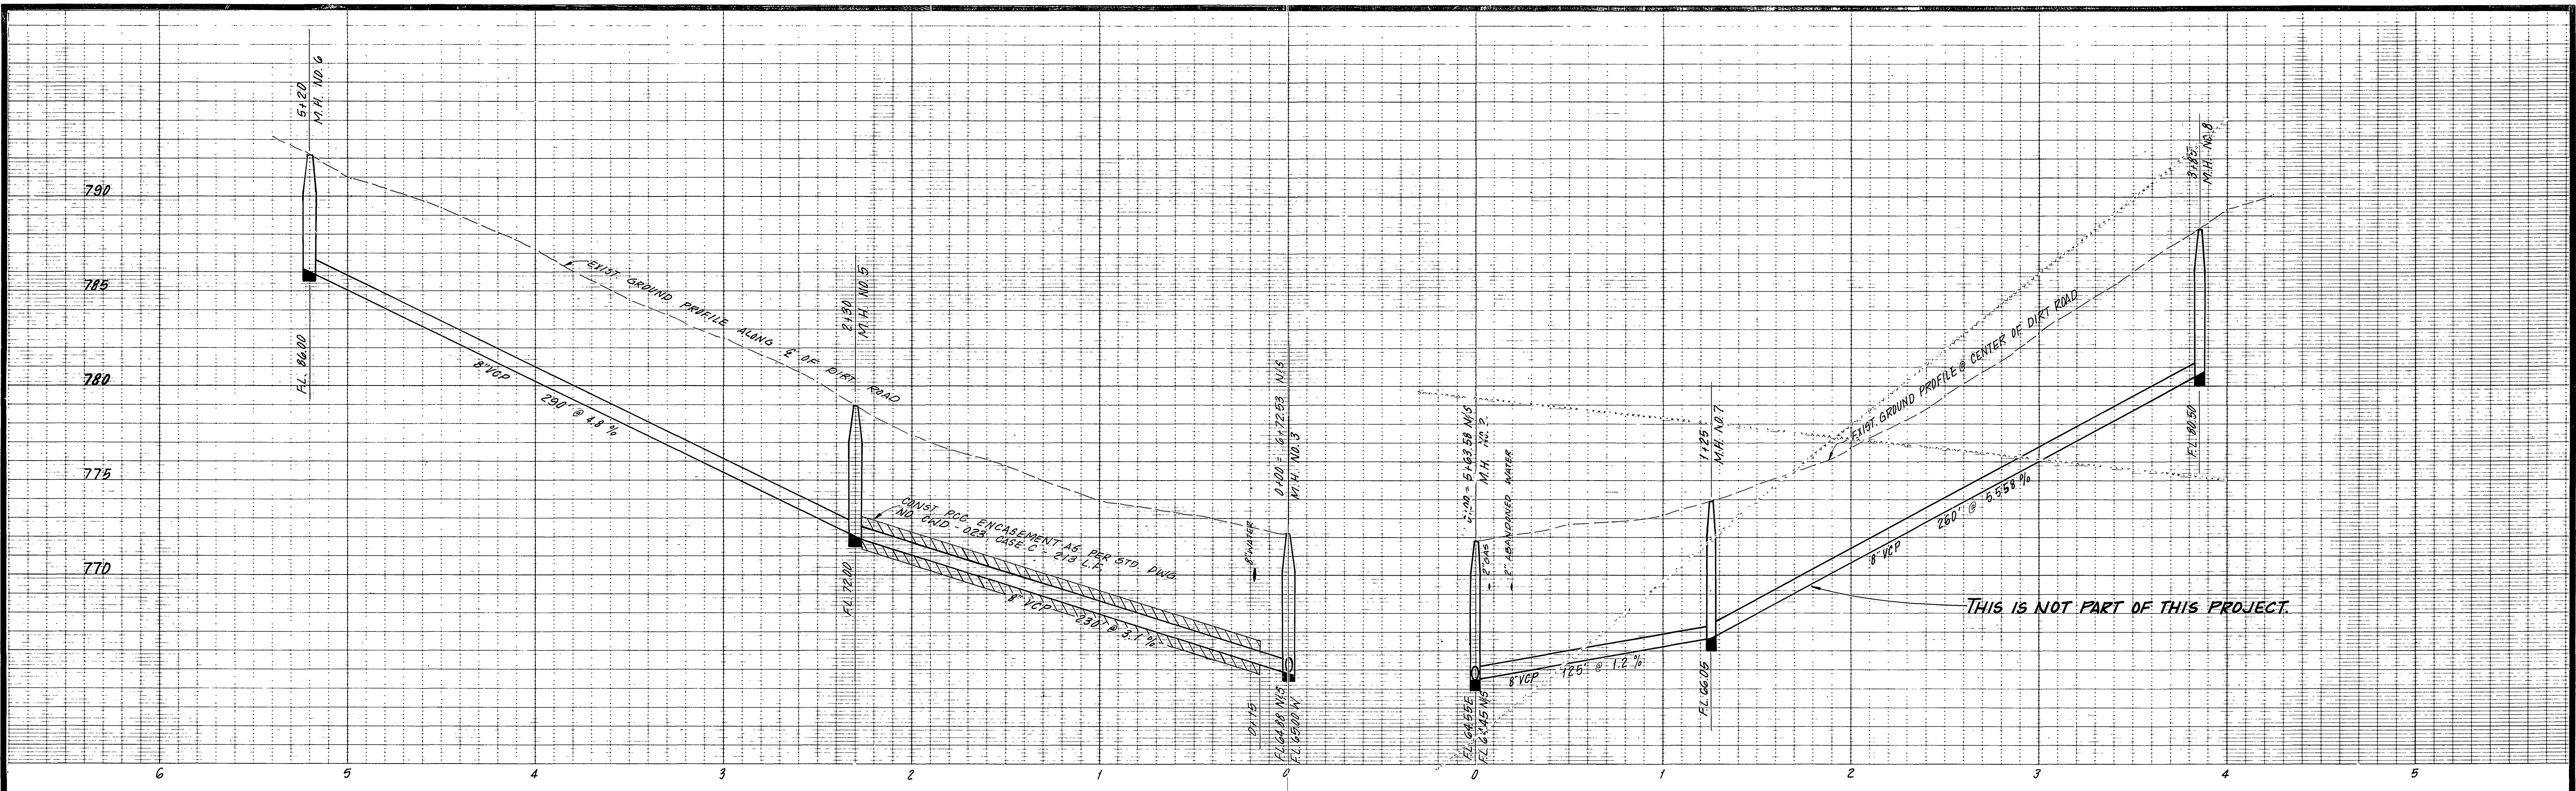 5+20
M.H. NO. 6
790
785
780
775
770
F.L. 86.00
8" VCP
290' @ 4.8 %
EXIST. GROUND PROFILE ALONG ℄ OF DIRT ROAD
2+30
M.H. NO. 5
F.L. 72.00
CONST. PCC. ENCASEMENT AS PER STD. DWG.
NO. CWD - 023, CASE C - 213 L.F.
8" VCP
230' @ 3.1 %
8" WATER
0+15
0+00 = 6+72.53 N/S
M.H. NO. 3
F.L. 64.88 N/S
F.L. 65.00 W
= 5+63.58 N/S
M.H. NO. 2
2" GAS
2" ABANDONED WATER
F.L. 64.55 E
F.L. 64.45 N/S
8" VCP
125' @ 1.2 %
1+25
M.H. NO. 7
F.L. 66.05
EXIST. GROUND PROFILE @ CENTER OF DIRT ROAD
260' @ 5.558 %
8" VCP
3+85
M.H. NO. 8
F.L. 80.50
THIS IS NOT PART OF THIS PROJECT.
6 5 4 3 2 1 0 0 1 2 3 4 5